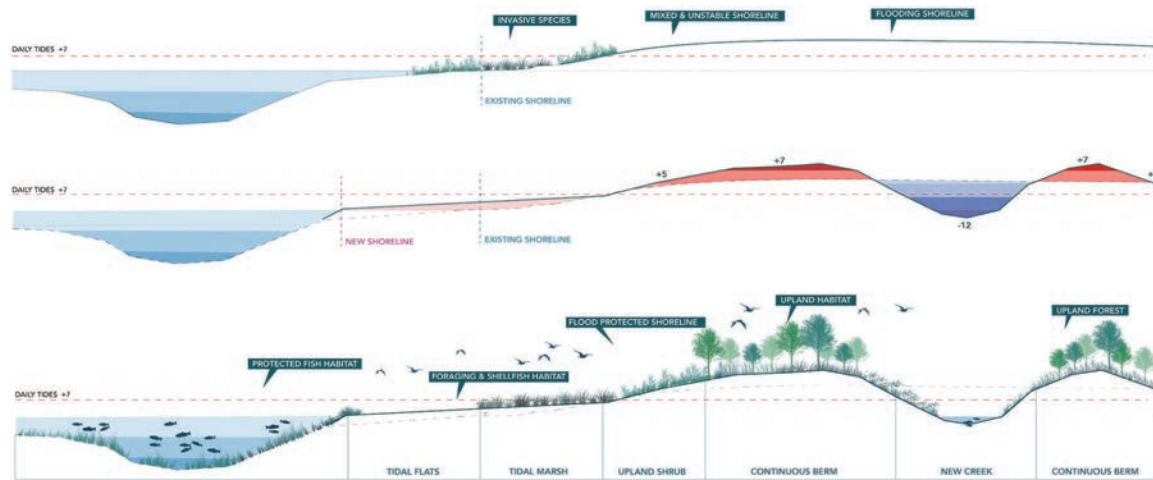 INVASIVE SPECIES
MIXED & UNSTABLE SHORELINE
FLOODING SHORELINE
DAILY TIDES +7
EXISTING SHORELINE
+7
+7
DAILY TIDES +7
+5
NEW SHORELINE
EXISTING SHORELINE
-12
UPLAND HABITAT
UPLAND FOREST
FLOOD PROTECTED SHORELINE
PROTECTED FISH HABITAT
FORAGING & SHELLFISH HABITAT
DAILY TIDES +7
TIDAL FLATS
TIDAL MARSH
UPLAND SHRUB
CONTINUOUS BERM
NEW CREEK
CONTINUOUS BERM